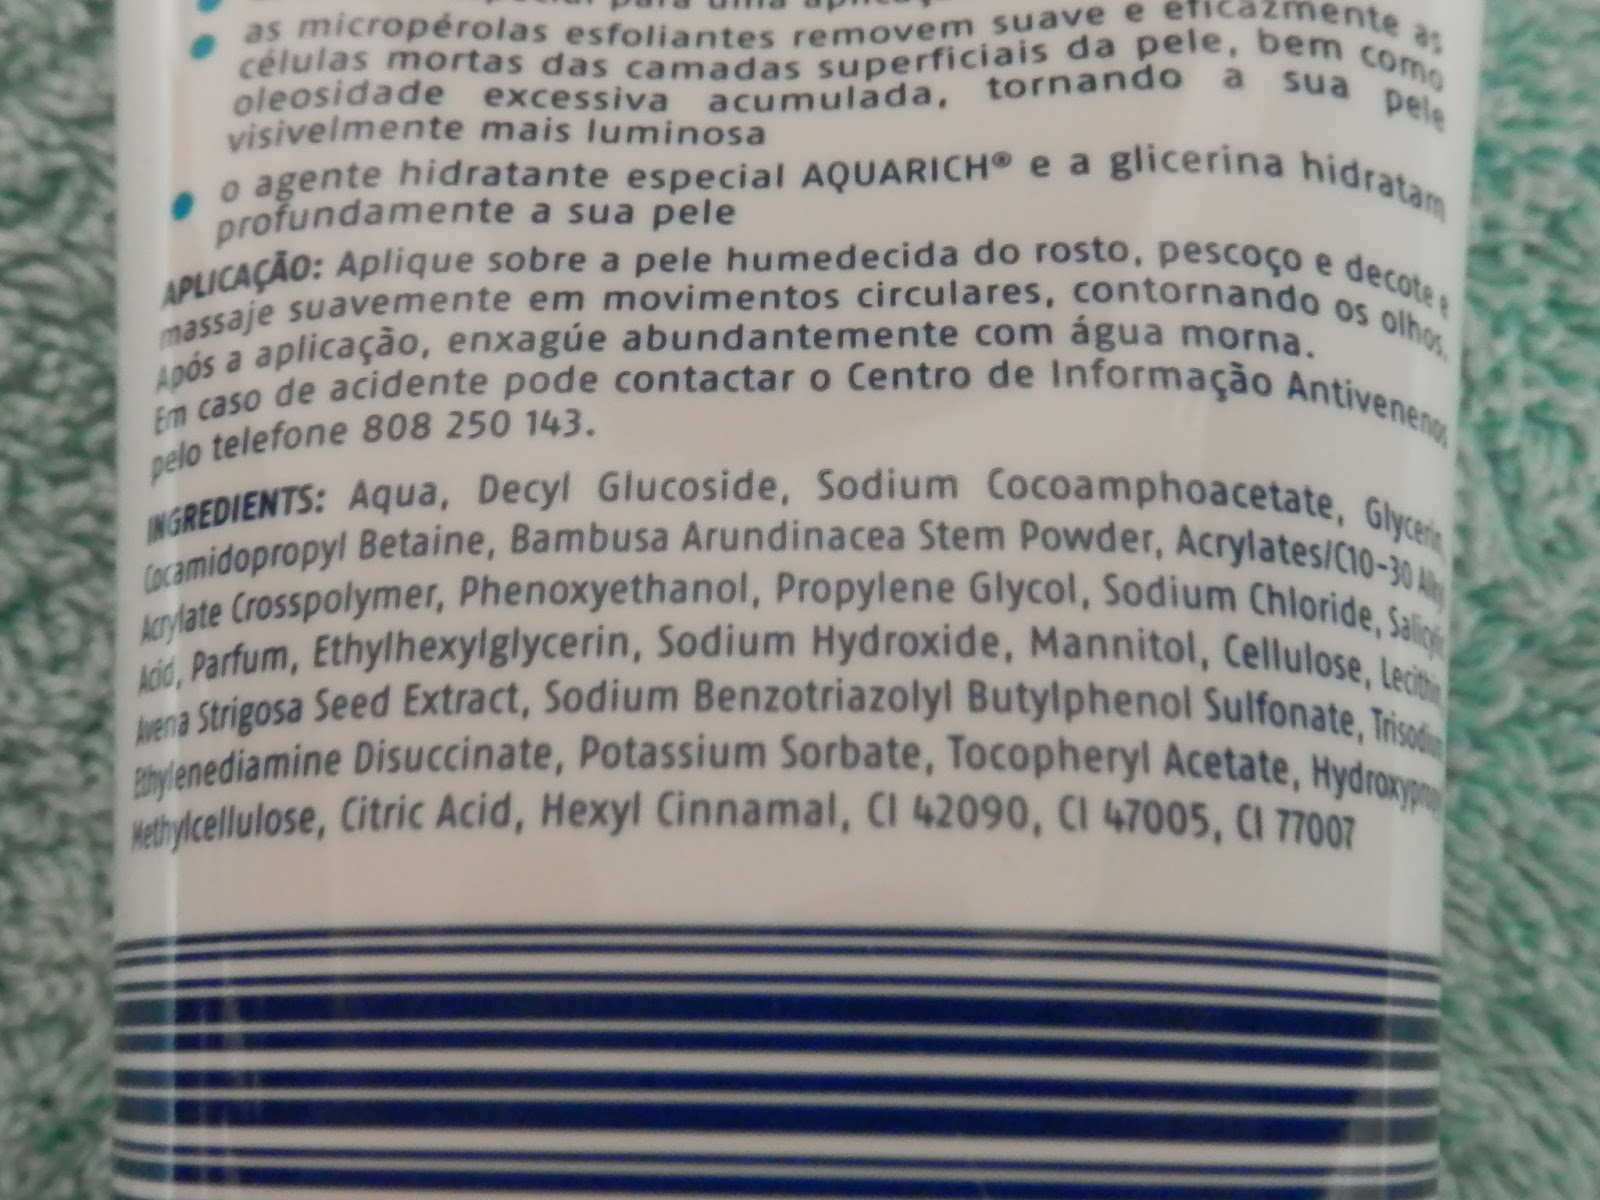 para uma
as micropérolas esfoliantes removem suave e eficazmente as
células mortas das camadas superficiais da pele, bem como
oleosidade excessiva acumulada, tornando a sua pele
visivelmente mais luminosa
o agente hidratante especial AQUARICH® e a glicerina hidratam
profundamente a sua pele
APLICAÇÃO: Aplique sobre a pele humedecida do rosto, pescoço e decote e
massaje suavemente em movimentos circulares, contornando os olhos.
Após a aplicação, enxagúe abundantemente com água morna.
Em caso de acidente pode contactar o Centro de Informação Antivenenos
pelo telefone 808 250 143.
INGREDIENTS: Aqua, Decyl Glucoside, Sodium Cocoamphoacetate, Glycerin,
Cocamidopropyl Betaine, Bambusa Arundinacea Stem Powder, Acrylates/C10-30 Alkyl
Acrylate Crosspolymer, Phenoxyethanol, Propylene Glycol, Sodium Chloride, Salicylic
Acid, Parfum, Ethylhexylglycerin, Sodium Hydroxide, Mannitol, Cellulose, Lecithin,
Avena Strigosa Seed Extract, Sodium Benzotriazolyl Butylphenol Sulfonate, Trisodium
Ethylenediamine Disuccinate, Potassium Sorbate, Tocopheryl Acetate, Hydroxypropyl
Methylcellulose, Citric Acid, Hexyl Cinnamal, CI 42090, CI 47005, CI 77007